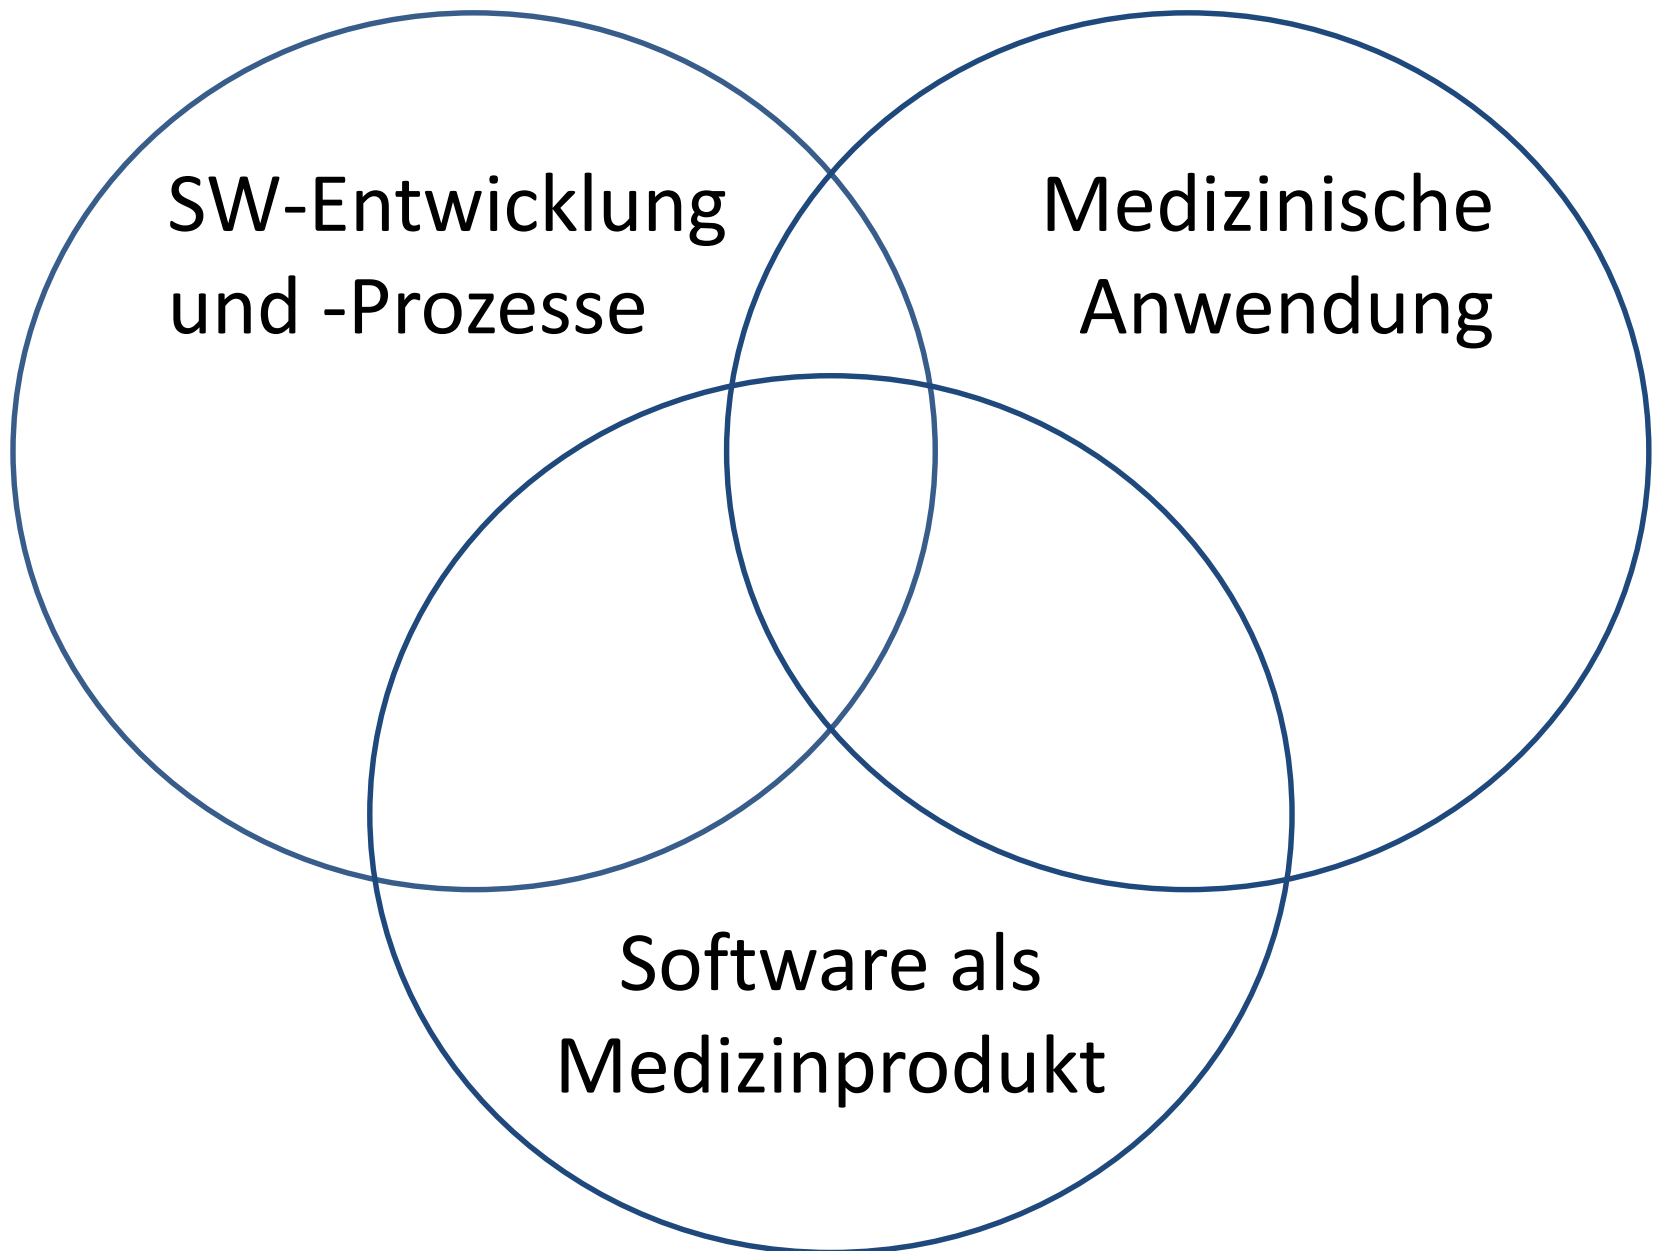 SW-Entwicklung
und -Prozesse
Medizinische
Anwendung
Software als
Medizinprodukt